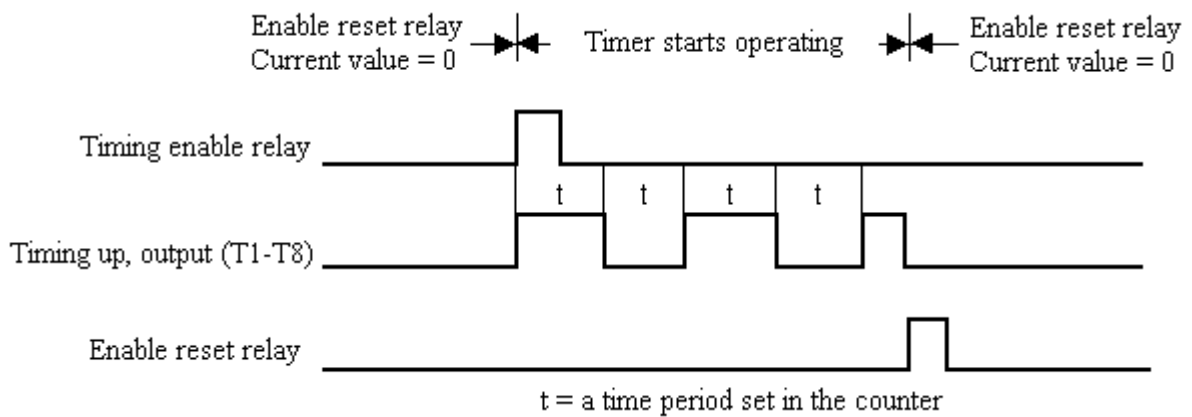 Enable reset relay
Current value = 0
Timer starts operating
Enable reset relay
Current value = 0
Timing enable relay
t
t
t
t
Timing up, output (T1-T8)
Enable reset relay
t = a time period set in the counter